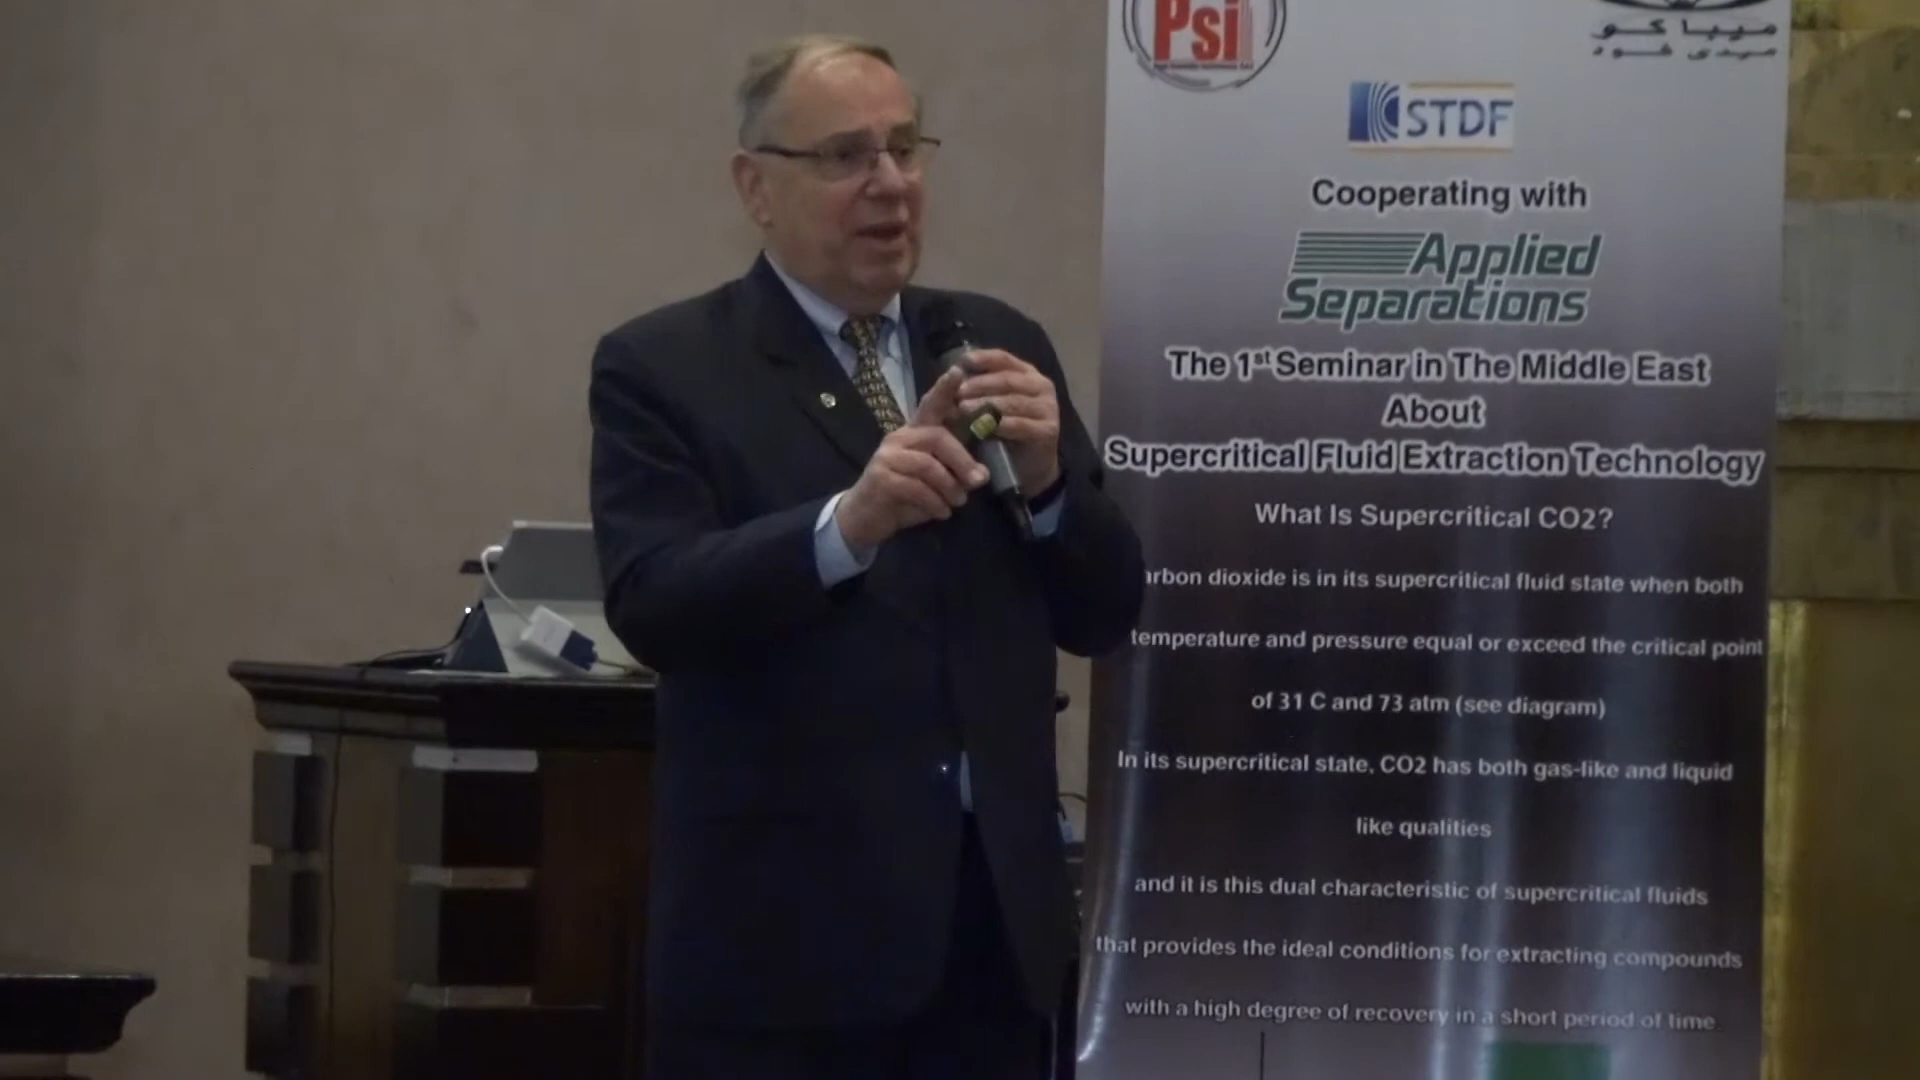 Psi
ميباكو
ميدى فود
STDF
Cooperating with
Applied
Separations
The 1st Seminar in The Middle East
About
Supercritical Fluid Extraction Technology
What Is Supercritical CO2?
arbon dioxide is in its supercritical fluid state when both
temperature and pressure equal or exceed the critical point
of 31 C and 73 atm (see diagram)
In its supercritical state, CO2 has both gas-like and liquid
like qualities
and it is this dual characteristic of supercritical fluids
that provides the ideal conditions for extracting compounds
with a high degree of recovery in a short period of time